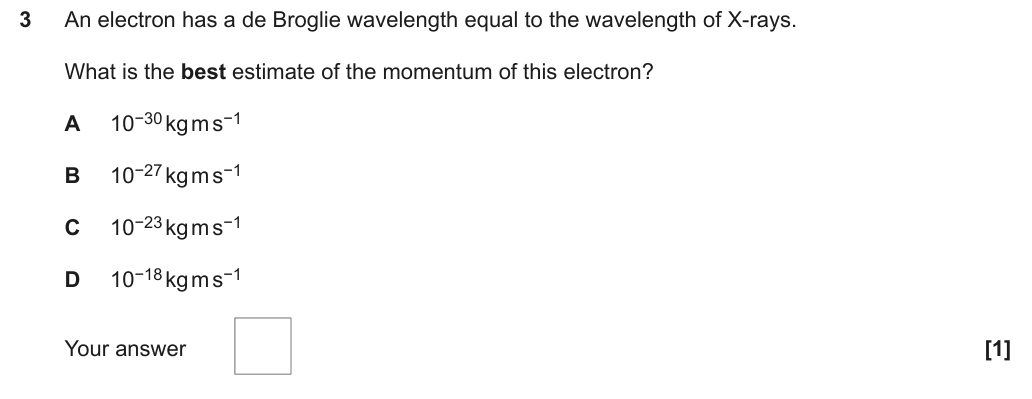 3 An electron has a de Broglie wavelength equal to the wavelength of X-rays.
What is the best estimate of the momentum of this electron?
A 10⁻³⁰ kg m s⁻¹
B 10⁻²⁷ kg m s⁻¹
C 10⁻²³ kg m s⁻¹
D 10⁻¹⁸ kg m s⁻¹
Your answer [1]